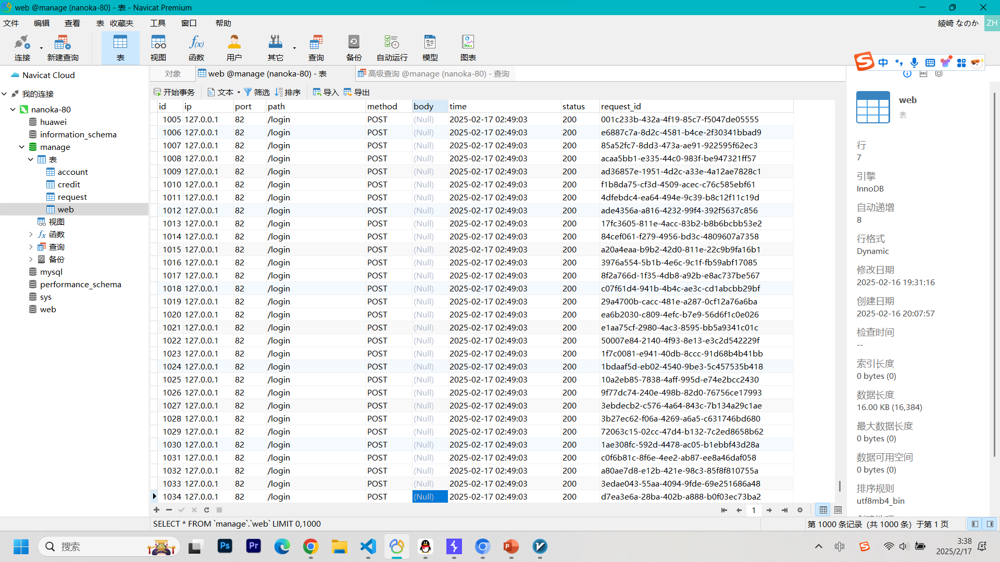 web @manage (nanoka-80) - 表 - Navicat Premium
文件 编辑 查看 表 收藏夹 工具 窗口 帮助 綾崎 なのか ZH
连接 新建查询 表 视图 函数 用户 其它 查询 备份 自动运行 模型 图表
中
Navicat Cloud
我的连接
nanoka-80
huawei
information_schema
manage
表
account
credit
request
web
视图
函数
查询
备份
mysql
performance_schema
sys
web
对象 web @manage (nanoka-80) - 表 高级查询 @manage (nanoka-80) - 查询
开始事务 文本 筛选 排序 导入 导出
id ip port path method body time status request_id
1005 127.0.0.1 82 /login POST (Null) 2025-02-17 02:49:03 200 001c233b-432a-4f19-85c7-f5047de05555
1006 127.0.0.1 82 /login POST (Null) 2025-02-17 02:49:03 200 e6887c7a-8d2c-4581-b4ce-2f30341bbad9
1007 127.0.0.1 82 /login POST (Null) 2025-02-17 02:49:03 200 85a52fc7-8dd3-473a-ae91-922595f62ec3
1008 127.0.0.1 82 /login POST (Null) 2025-02-17 02:49:03 200 acaa5bb1-e335-44c0-983f-be947321ff57
1009 127.0.0.1 82 /login POST (Null) 2025-02-17 02:49:03 200 ad36857e-1951-4d2c-a33e-4a12ae7828c1
1010 127.0.0.1 82 /login POST (Null) 2025-02-17 02:49:03 200 f1b8da75-cf3d-4509-acec-c76c585ebf61
1011 127.0.0.1 82 /login POST (Null) 2025-02-17 02:49:03 200 4dfebdc4-ea64-494e-9c39-b8c12f11c19d
1012 127.0.0.1 82 /login POST (Null) 2025-02-17 02:49:03 200 ade4356a-a816-4232-99f4-392f5637c856
1013 127.0.0.1 82 /login POST (Null) 2025-02-17 02:49:03 200 17fc3605-811e-4acc-83b2-b8b6bcbb53e2
1014 127.0.0.1 82 /login POST (Null) 2025-02-17 02:49:03 200 84cef061-f279-4956-bd3c-4809607a7358
1015 127.0.0.1 82 /login POST (Null) 2025-02-17 02:49:03 200 a20a4eaa-b9b2-42d0-811e-22c9b9fa16b1
1016 127.0.0.1 82 /login POST (Null) 2025-02-17 02:49:03 200 3976a554-5b1b-4e6c-9c1f-fb59abf17085
1017 127.0.0.1 82 /login POST (Null) 2025-02-17 02:49:03 200 8f2a766d-1f35-4db8-a92b-e8ac737be567
1018 127.0.0.1 82 /login POST (Null) 2025-02-17 02:49:03 200 c07f61d4-941b-4b4c-ae3c-cd1abcbb29bf
1019 127.0.0.1 82 /login POST (Null) 2025-02-17 02:49:03 200 29a4700b-cacc-481e-a287-0cf12a76a6ba
1020 127.0.0.1 82 /login POST (Null) 2025-02-17 02:49:03 200 ea6b2030-c809-4efc-b7e9-56d6f1c0e026
1021 127.0.0.1 82 /login POST (Null) 2025-02-17 02:49:03 200 e1aa75cf-2980-4ac3-8595-bb5a9341c01c
1022 127.0.0.1 82 /login POST (Null) 2025-02-17 02:49:03 200 50007e84-2140-4f93-8e13-e3c2d542229f
1023 127.0.0.1 82 /login POST (Null) 2025-02-17 02:49:03 200 1f7c0081-e941-40db-8ccc-91d68b4b41bb
1024 127.0.0.1 82 /login POST (Null) 2025-02-17 02:49:03 200 1bdaaf5d-eb02-4540-9be3-5c457535b418
1025 127.0.0.1 82 /login POST (Null) 2025-02-17 02:49:03 200 10a2eb85-7838-4aff-995d-e74e2bcc2430
1026 127.0.0.1 82 /login POST (Null) 2025-02-17 02:49:03 200 9f77dc74-240e-498b-82d0-76756ce17993
1027 127.0.0.1 82 /login POST (Null) 2025-02-17 02:49:03 200 3ebdecb2-c576-4a64-843c-7b134a29c1ae
1028 127.0.0.1 82 /login POST (Null) 2025-02-17 02:49:03 200 3b27ec62-f06a-4269-a6a5-c631746bd680
1029 127.0.0.1 82 /login POST (Null) 2025-02-17 02:49:03 200 72063c15-02cc-47d4-b132-7c2ed8658b62
1030 127.0.0.1 82 /login POST (Null) 2025-02-17 02:49:03 200 1ae308fc-592d-4478-ac05-b1ebbf43d28a
1031 127.0.0.1 82 /login POST (Null) 2025-02-17 02:49:03 200 c0f6b81c-8f6e-4ee2-ab87-ee8a46daf058
1032 127.0.0.1 82 /login POST (Null) 2025-02-17 02:49:03 200 a80ae7d8-e12b-421e-98c3-85f8f810755a
1033 127.0.0.1 82 /login POST (Null) 2025-02-17 02:49:03 200 3edae043-55aa-4094-9fde-69e251686a48
1034 127.0.0.1 82 /login POST (Null) 2025-02-17 02:49:03 200 d7ea3e6a-28ba-402b-a888-b0f03ec73ba2
1
SELECT * FROM `manage`.`web` LIMIT 0,1000
第 1000 条记录 (共 1000 条) 于第 1 页
web
表
行
7
引擎
InnoDB
自动递增
8
行格式
Dynamic
修改日期
2025-02-16 19:31:16
创建日期
2025-02-16 20:07:57
检查时间
--
索引长度
0 bytes (0)
数据长度
16.00 KB (16,384)
最大数据长度
0 bytes (0)
数据可用空间
0 bytes (0)
排序规则
utf8mb4_bin
搜索
Ps
Pr
中
3:38
2025/2/17